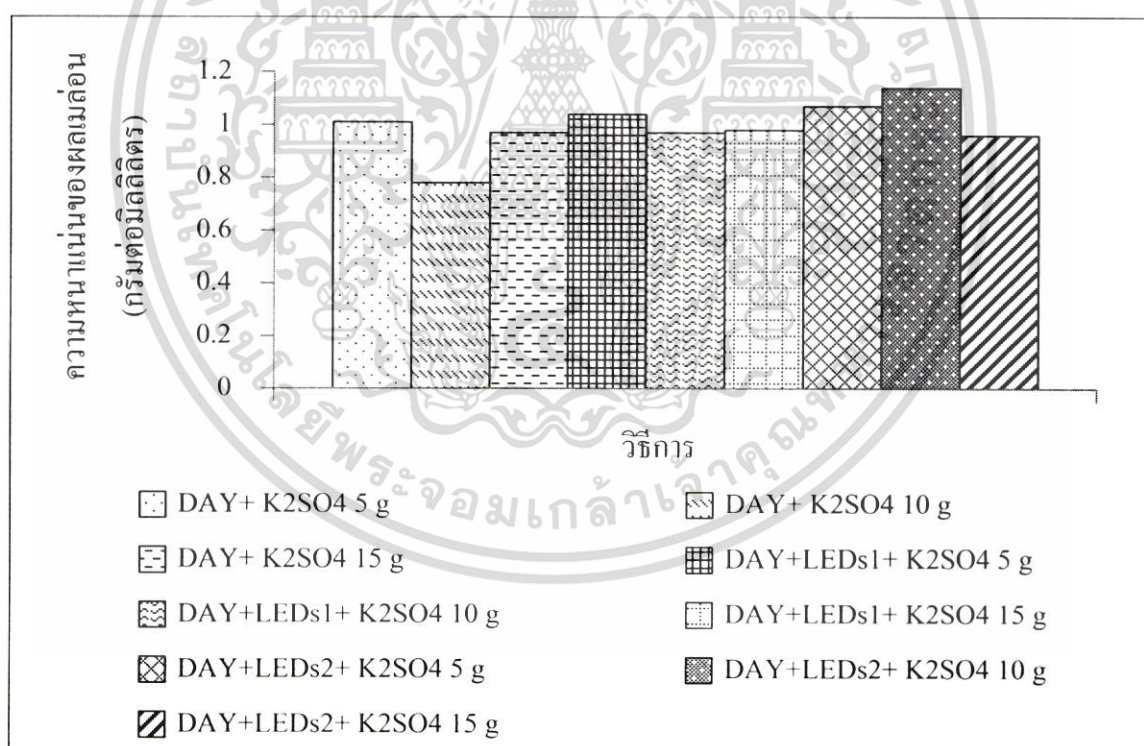 ความหนาแน่นของผลเมล่อน
(กรัมต่อมิลลิลิตร)
1.2
1
0.8
0.6
0.4
0.2
0
วิธีการ
DAY+ K2SO4 5 g
DAY+ K2SO4 10 g
DAY+ K2SO4 15 g
DAY+LEDs1+ K2SO4 5 g
DAY+LEDs1+ K2SO4 10 g
DAY+LEDs1+ K2SO4 15 g
DAY+LEDs2+ K2SO4 5 g
DAY+LEDs2+ K2SO4 10 g
DAY+LEDs2+ K2SO4 15 g